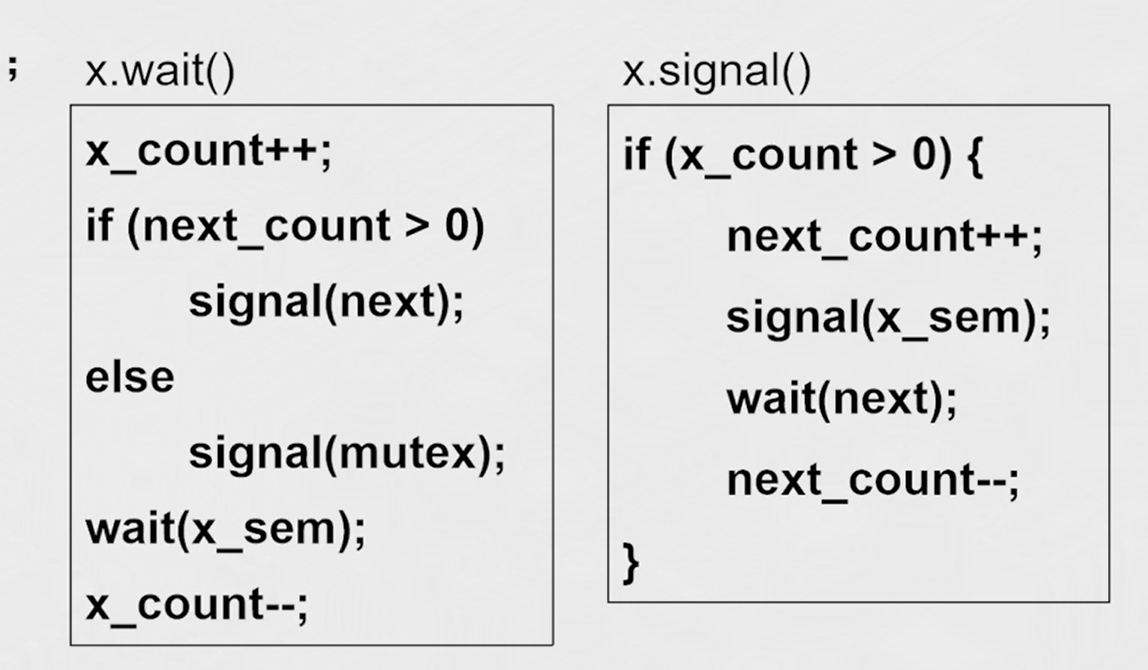 ;
x.wait()
x_count++;
if (next_count > 0)
signal(next);
else
signal(mutex);
wait(x_sem);
x_count--;
x.signal()
if (x_count > 0) {
next_count++;
signal(x_sem);
wait(next);
next_count--;
}